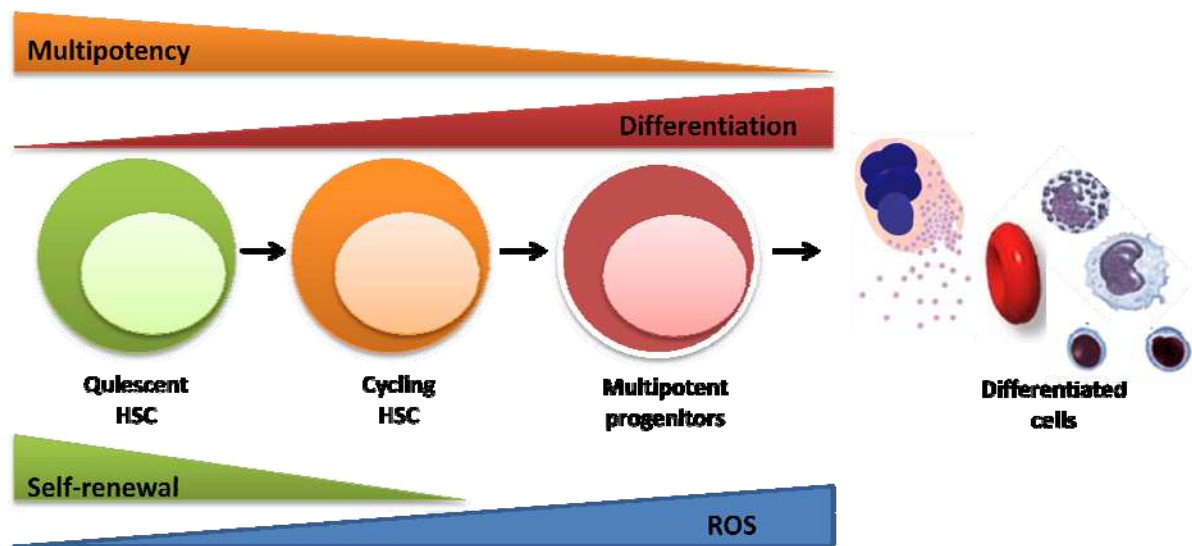 Multipotency
Differentiation
Quiescent
HSC
Cycling
HSC
Multipotent
progenitors
Differentiated
cells
Self-renewal
ROS